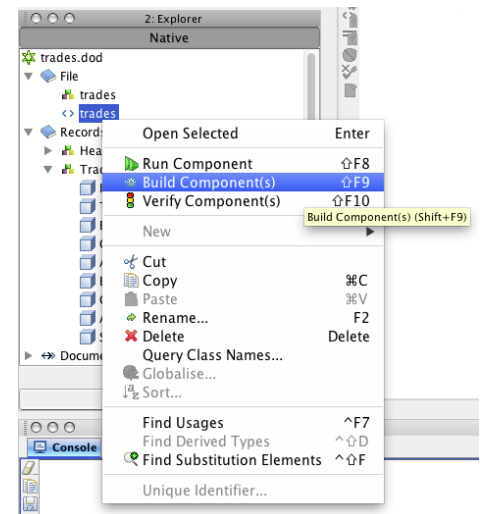 2: Explorer
Native
trades.dod
File
trades
<> trades
Records
Hea
Trad
Docume
Open Selected Enter
Run Component ⇧F8
Build Component(s) ⇧F9
Verify Component(s) ⇧F10
Build Component(s) (Shift+F9)
New
Cut
Copy ⌘C
Paste ⌘V
Rename... F2
Delete Delete
Query Class Names...
Globalise...
Sort...
Find Usages ^F7
Find Derived Types ^⇧D
Find Substitution Elements ^⇧F
Unique Identifier...
Console